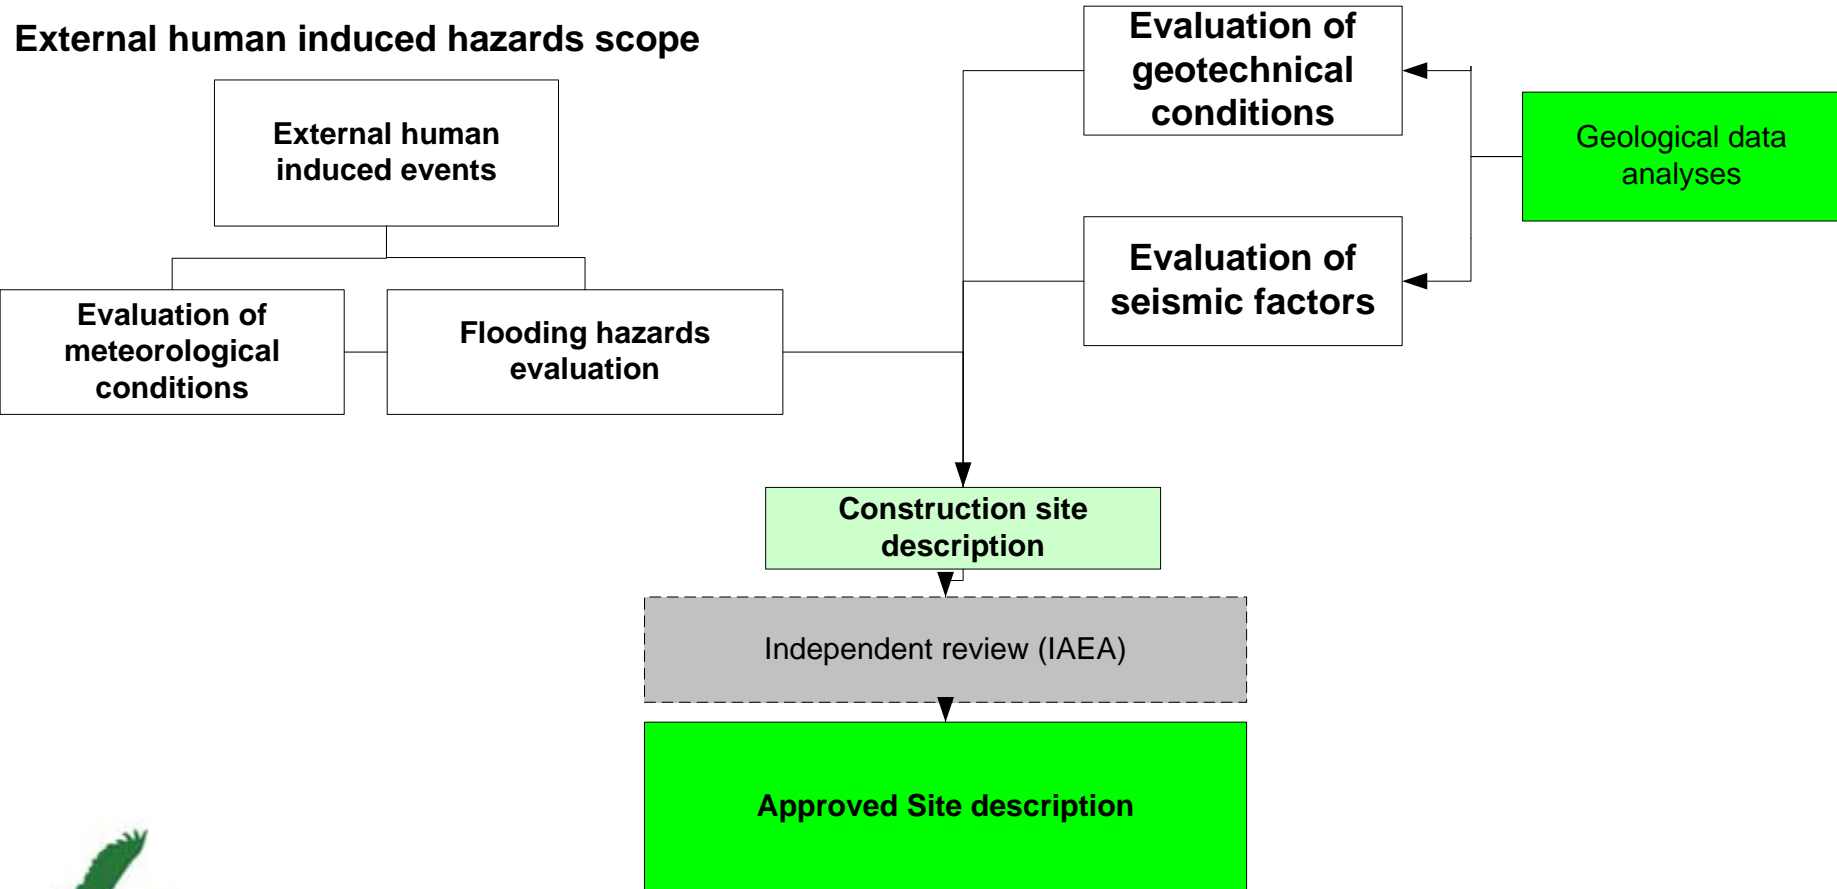 External human induced hazards scope
External human
induced events
Evaluation of
meteorological
conditions
Flooding hazards
evaluation
Evaluation of
geotechnical
conditions
Evaluation of
seismic factors
Geological data
analyses
Construction site
description
Independent review (IAEA)
Approved Site description